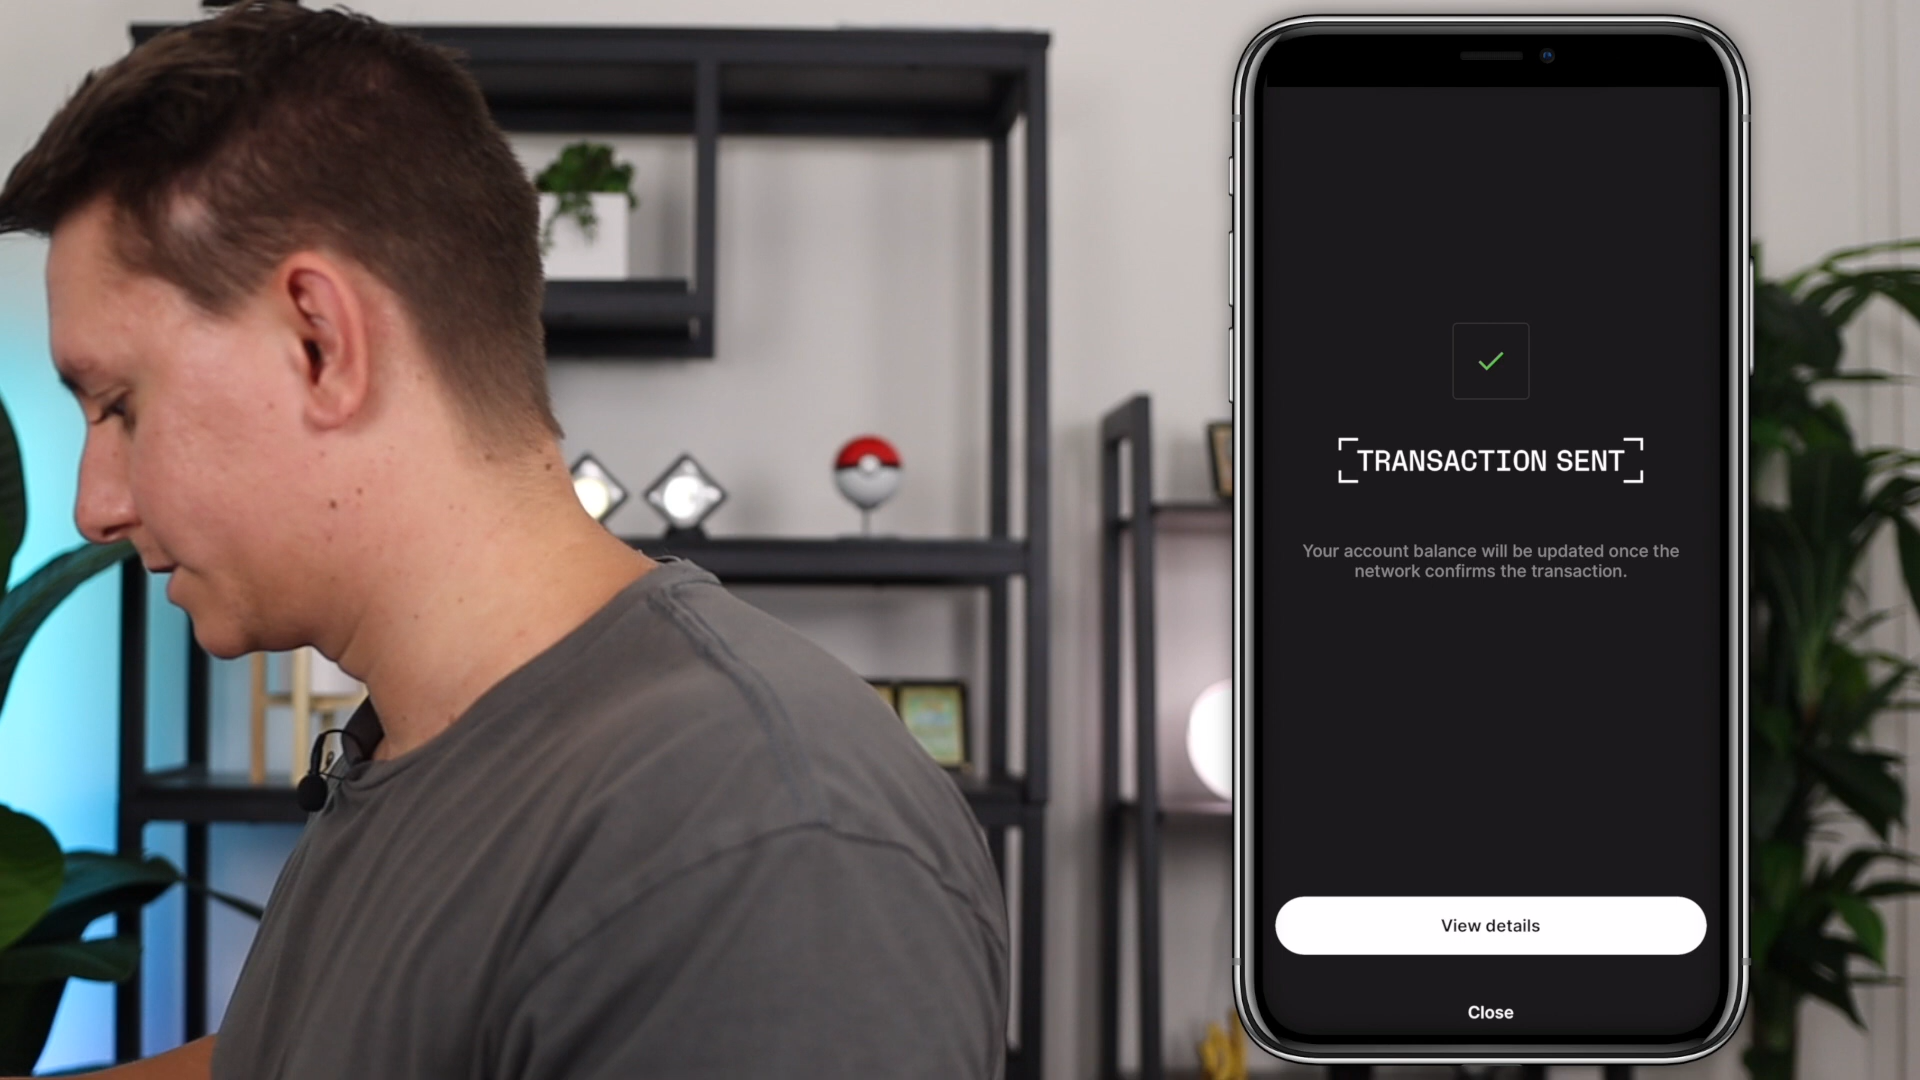 TRANSACTION SENT
Your account balance will be updated once the
network confirms the transaction.
View details
Close